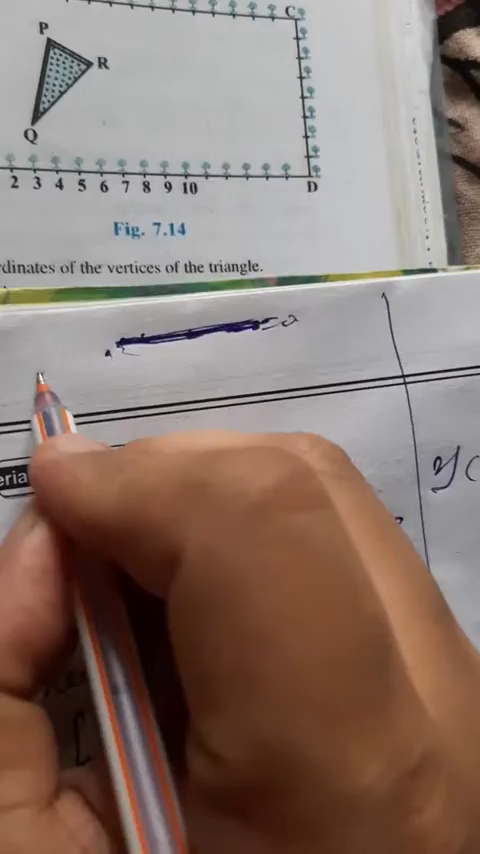 C
P
R
Q
2 3 4 5 6 7 8 9 10
D
Fig. 7.14
dinates of the vertices of the triangle.
eria